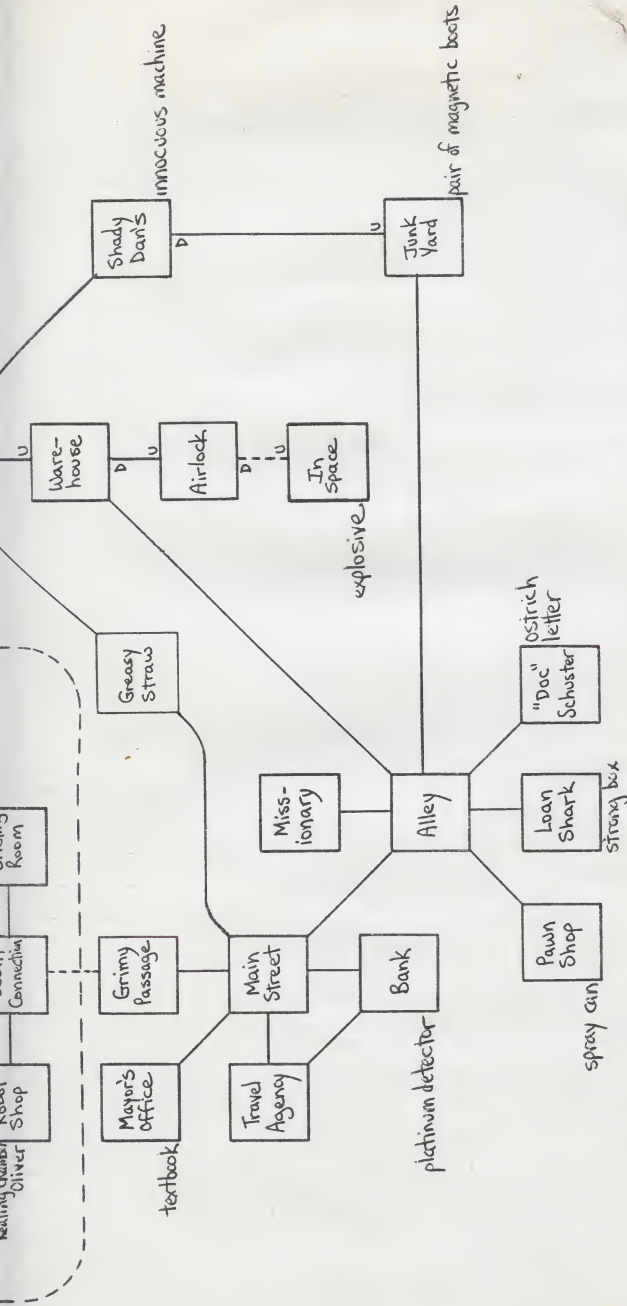 Shop
Oliver
Connection
Room
Mayor's
Office
textbook
Grimy
Passage
Greasy
Straw
Ware-
house
U
D
Shady
Dan's
innocuous machine
D
Travel
Agency
Main
Street
Miss-
ionary
U
Airlock
D
U
In
Space
explosive
Bank
platinum detector
Alley
U
Junk
Yard
pair of magnetic boots
Pawn
Shop
spray can
Loan
Shark
strong box
"Doc"
Schuster
ostrich
letter